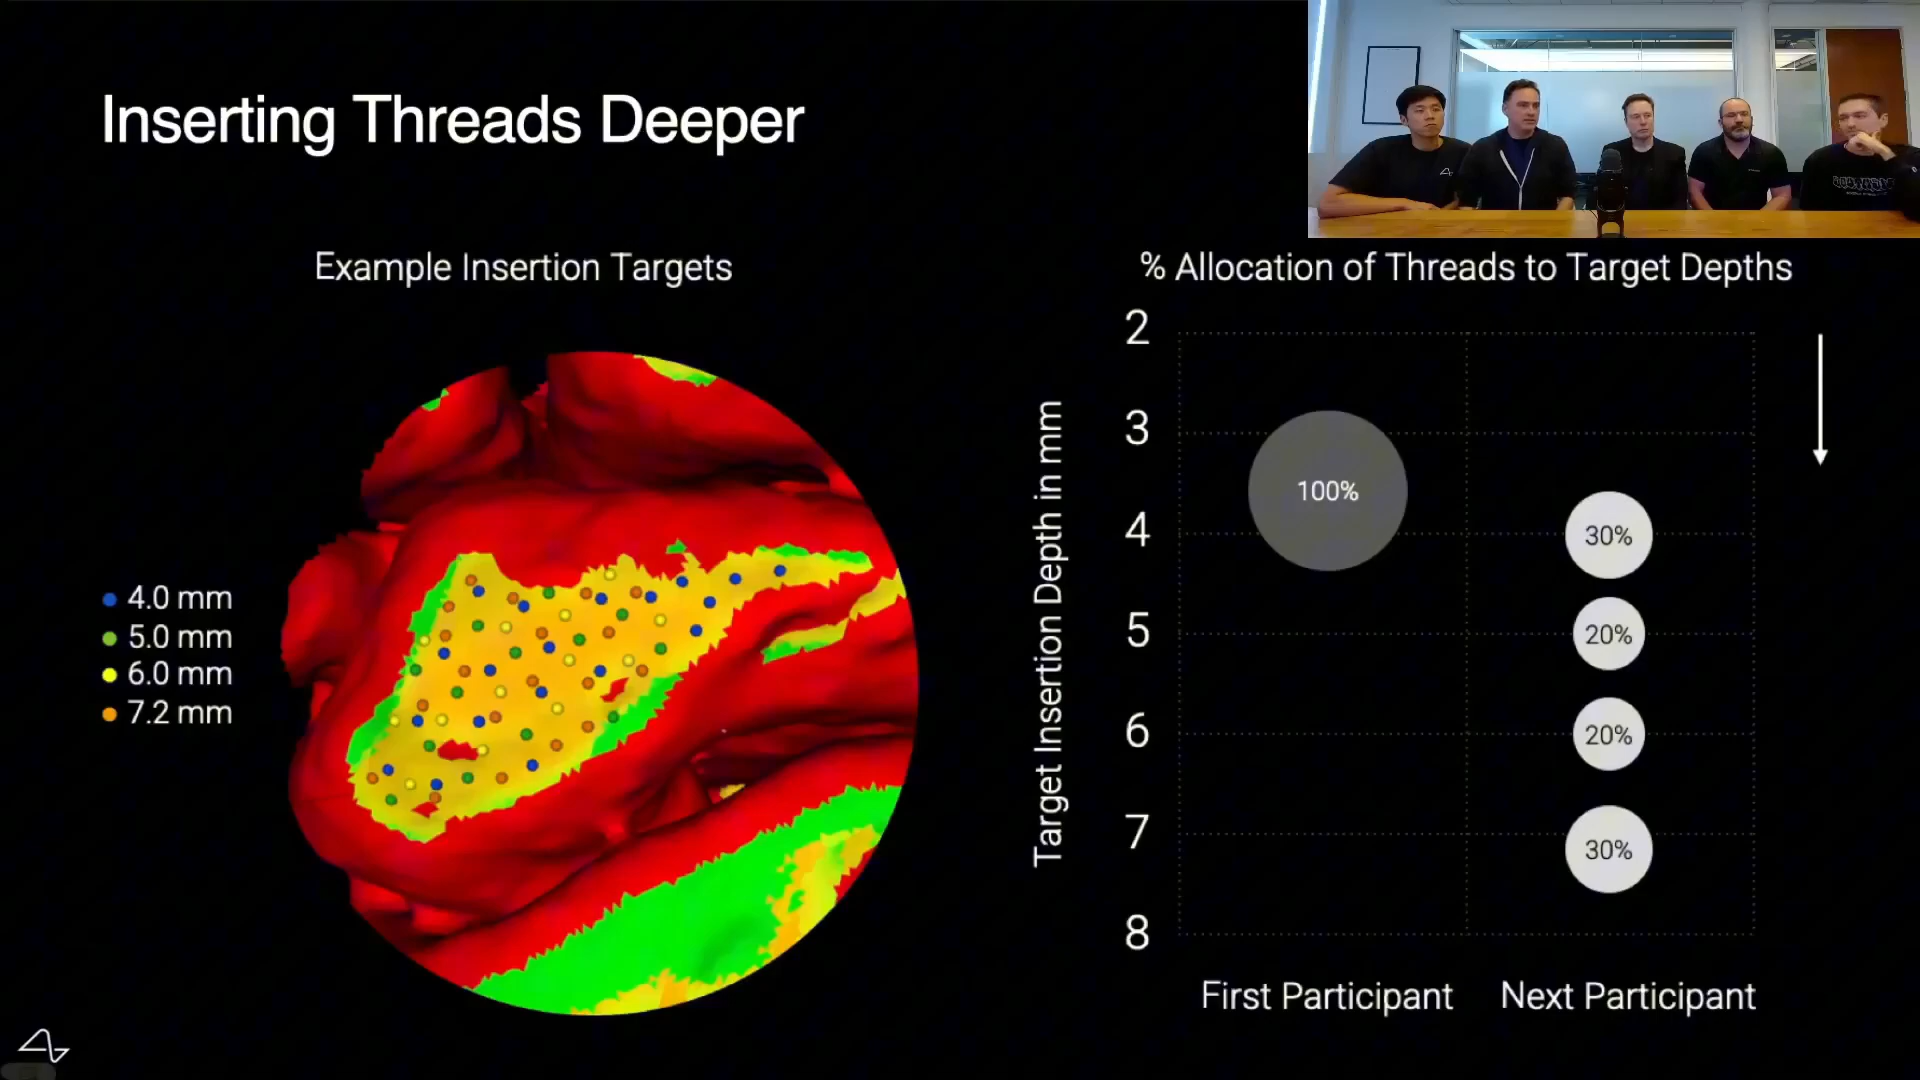 Inserting Threads Deeper
Example Insertion Targets
4.0 mm
5.0 mm
6.0 mm
7.2 mm
% Allocation of Threads to Target Depths
Target Insertion Depth in mm
2
3
4
5
6
7
8
100%
30%
20%
20%
30%
First Participant
Next Participant